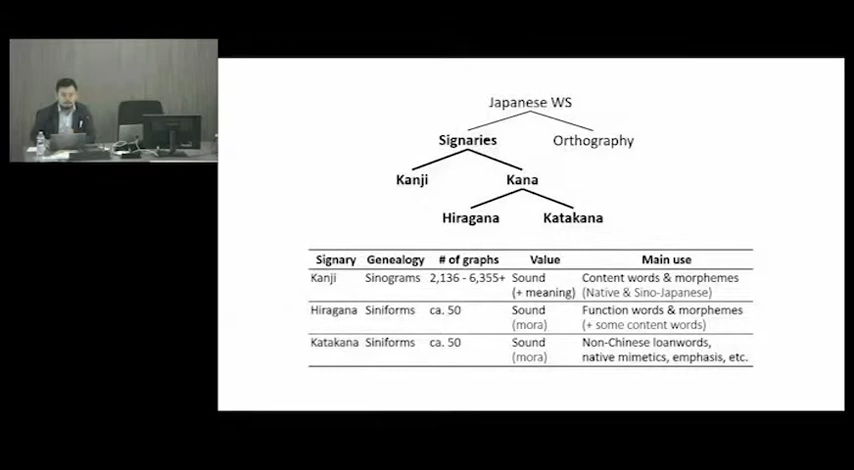 Japanese WS
Signaries Orthography
Kanji Kana
Hiragana Katakana
Signary Genealogy # of graphs Value Main use
Kanji Sinograms 2,136 - 6,355+ Sound Content words & morphemes
(+ meaning) (Native & Sino-Japanese)
Hiragana Siniforms ca. 50 Sound Function words & morphemes
(mora) (+ some content words)
Katakana Siniforms ca. 50 Sound Non-Chinese loanwords,
(mora) native mimetics, emphasis, etc.